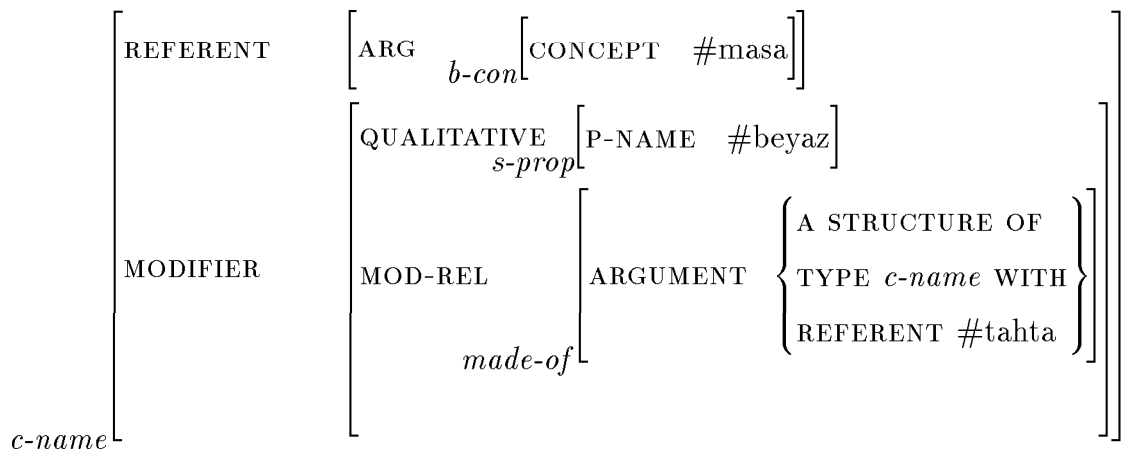 REFERENT ARG b-con CONCEPT #masa
QUALITATIVE s-prop P-NAME #beyaz
MODIFIER MOD-REL made-of ARGUMENT A STRUCTURE OF
TYPE c-name WITH
REFERENT #tahta
c-name